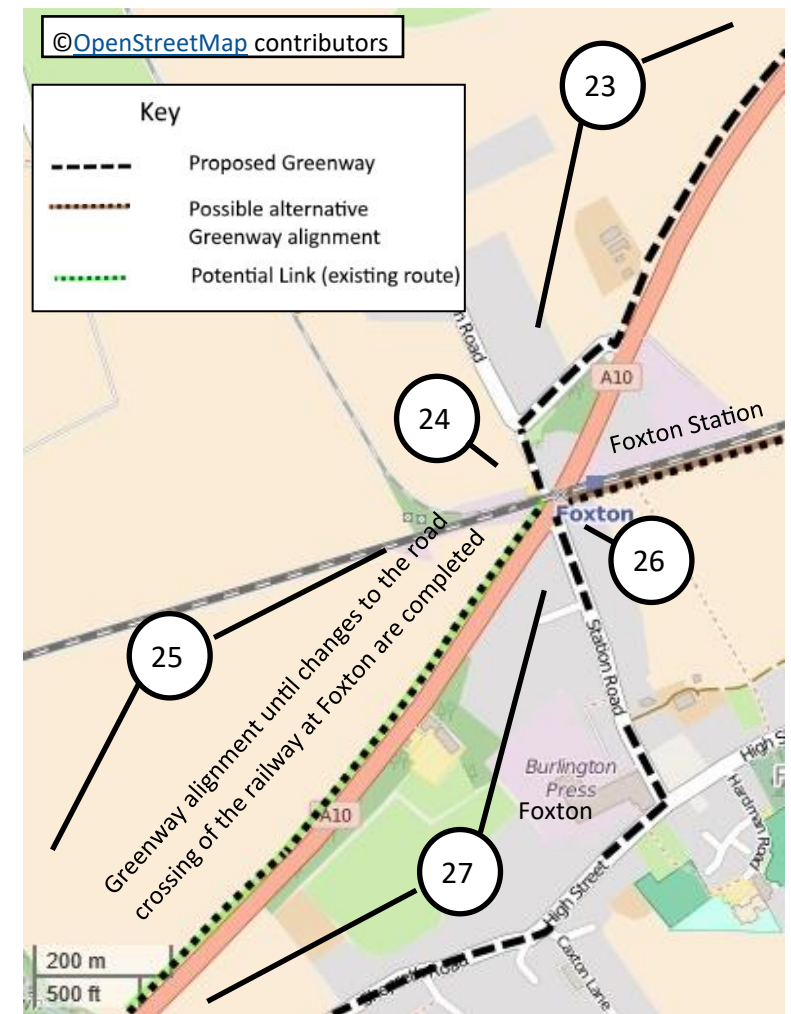 ©OpenStreetMap contributors
Key
Proposed Greenway
Possible alternative
Greenway alignment
Potential Link (existing route)
23
n Road
A10
24
Foxton Station
Foxton
26
25
Greenway alignment until changes to the road
crossing of the railway at Foxton are completed
Station Road
Burlington
Press
Foxton
High S
Hardman Road
A10
27
High Street
Caxton Lane
Road
200 m
500 ft